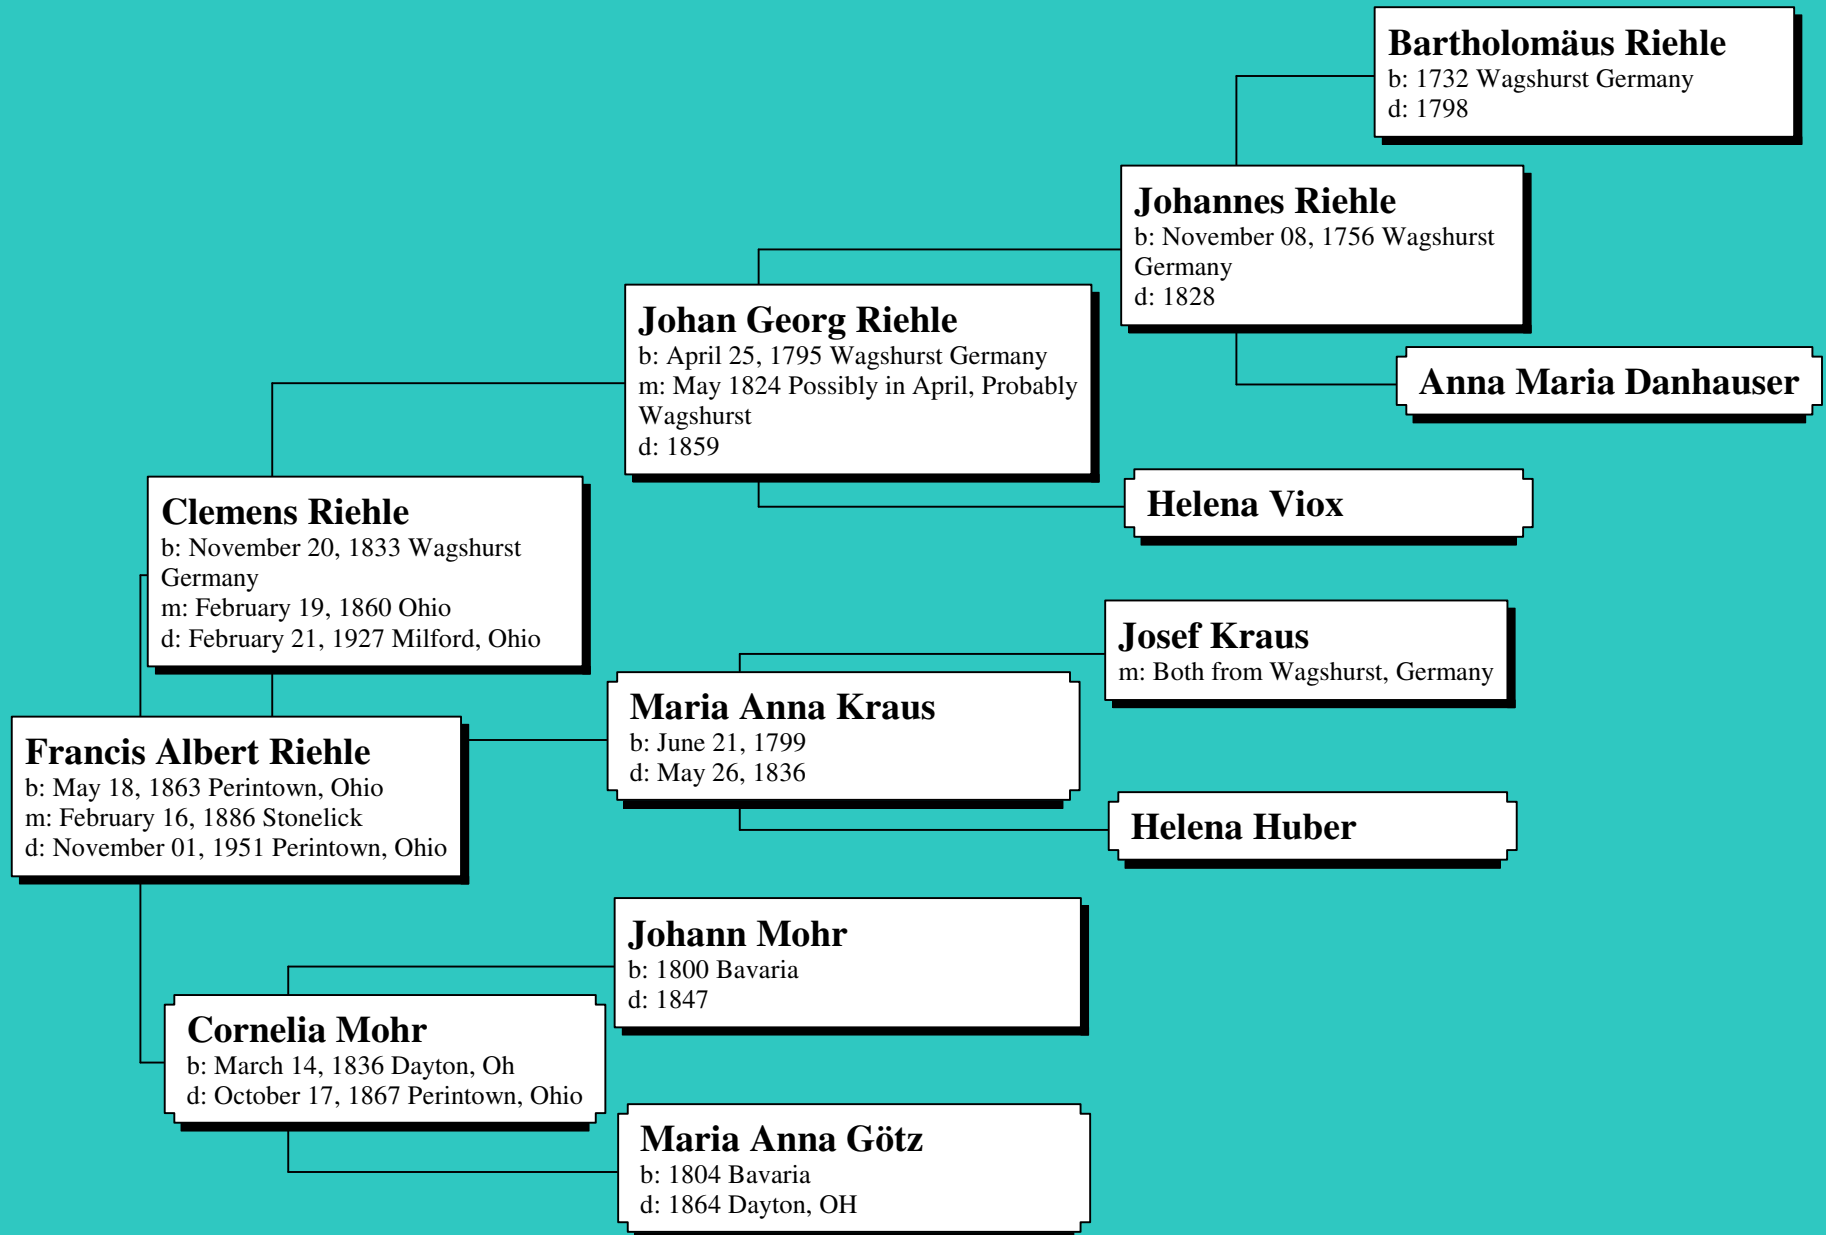 Bartholomäus Riehle
b: 1732 Wagshurst Germany
d: 1798
Johannes Riehle
b: November 08, 1756 Wagshurst
Germany
d: 1828
Anna Maria Danhauser
Johan Georg Riehle
b: April 25, 1795 Wagshurst Germany
m: May 1824 Possibly in April, Probably
Wagshurst
d: 1859
Helena Viox
Clemens Riehle
b: November 20, 1833 Wagshurst
Germany
m: February 19, 1860 Ohio
d: February 21, 1927 Milford, Ohio
Josef Kraus
m: Both from Wagshurst, Germany
Maria Anna Kraus
b: June 21, 1799
d: May 26, 1836
Helena Huber
Francis Albert Riehle
b: May 18, 1863 Perintown, Ohio
m: February 16, 1886 Stonelick
d: November 01, 1951 Perintown, Ohio
Johann Mohr
b: 1800 Bavaria
d: 1847
Cornelia Mohr
b: March 14, 1836 Dayton, Oh
d: October 17, 1867 Perintown, Ohio
Maria Anna Götz
b: 1804 Bavaria
d: 1864 Dayton, OH